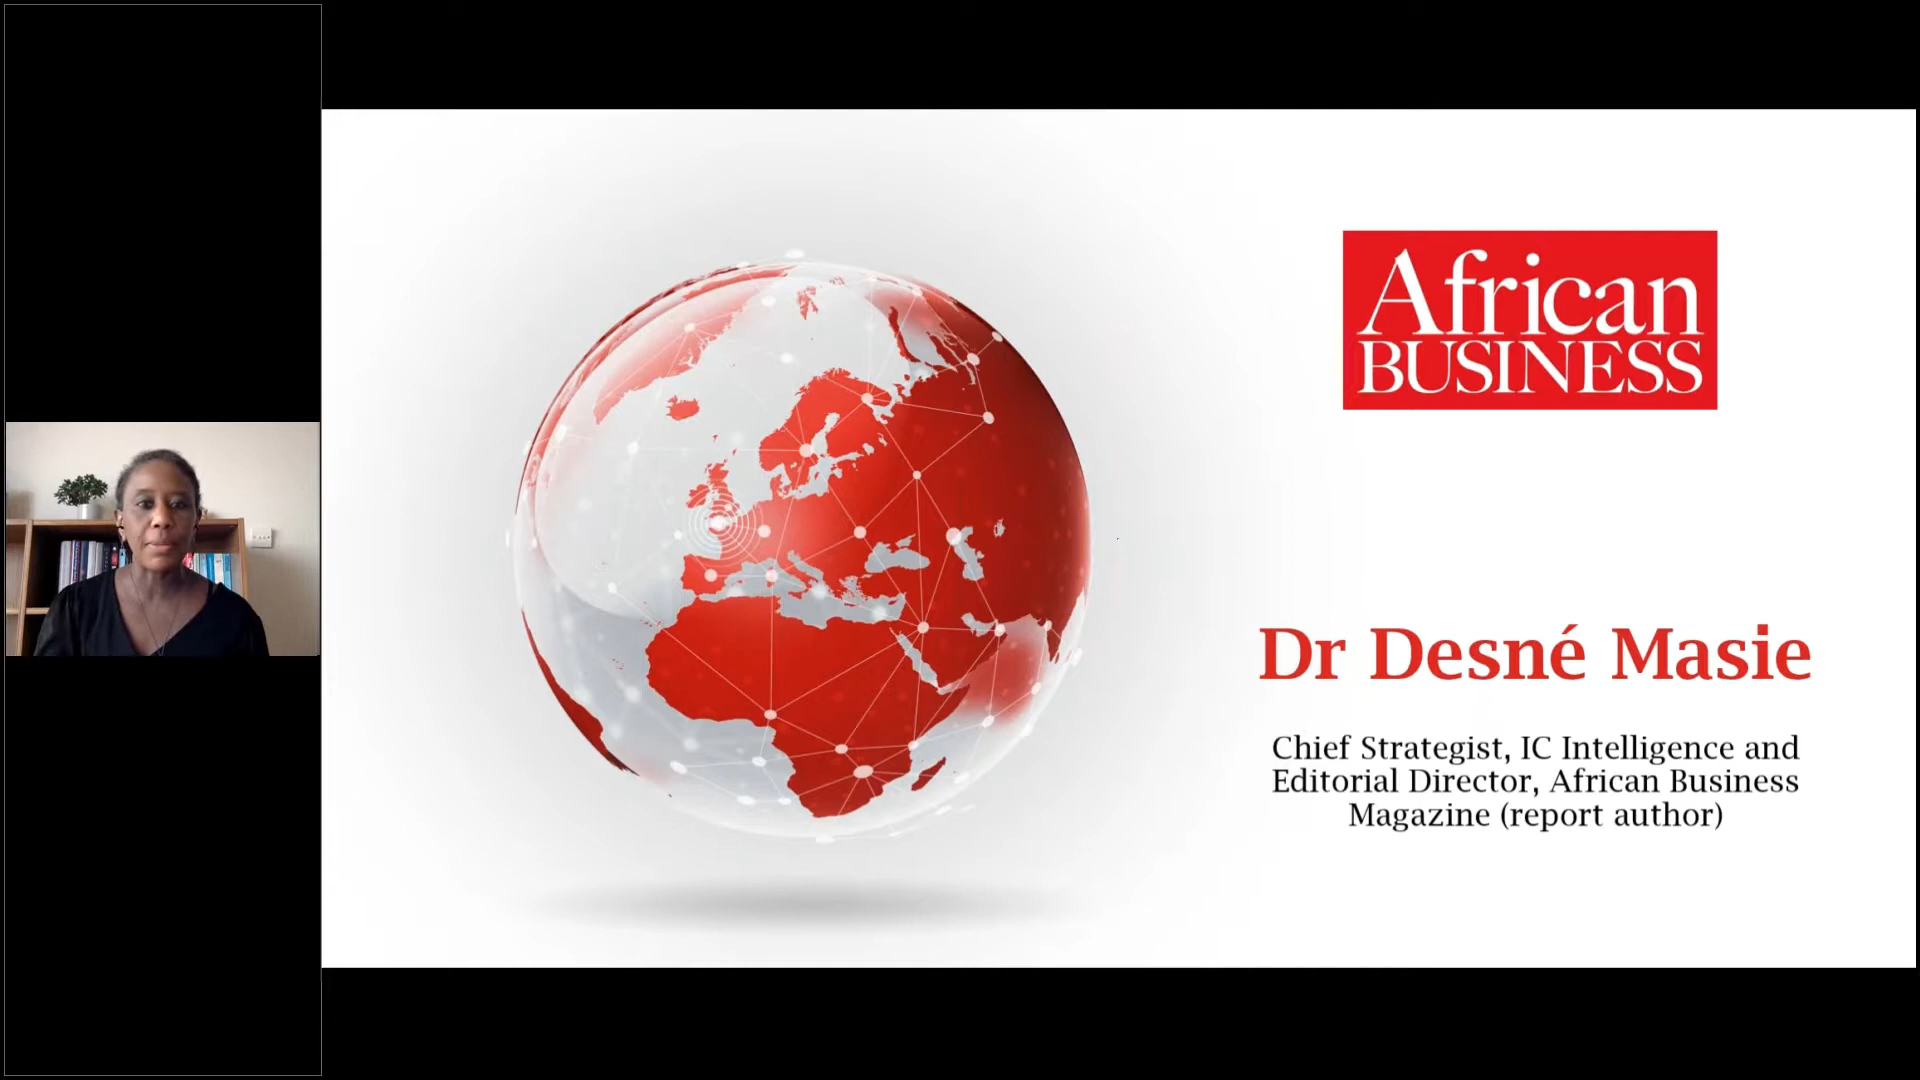 African
BUSINESS
Dr Desné Masie
Chief Strategist, IC Intelligence and
Editorial Director, African Business
Magazine (report author)